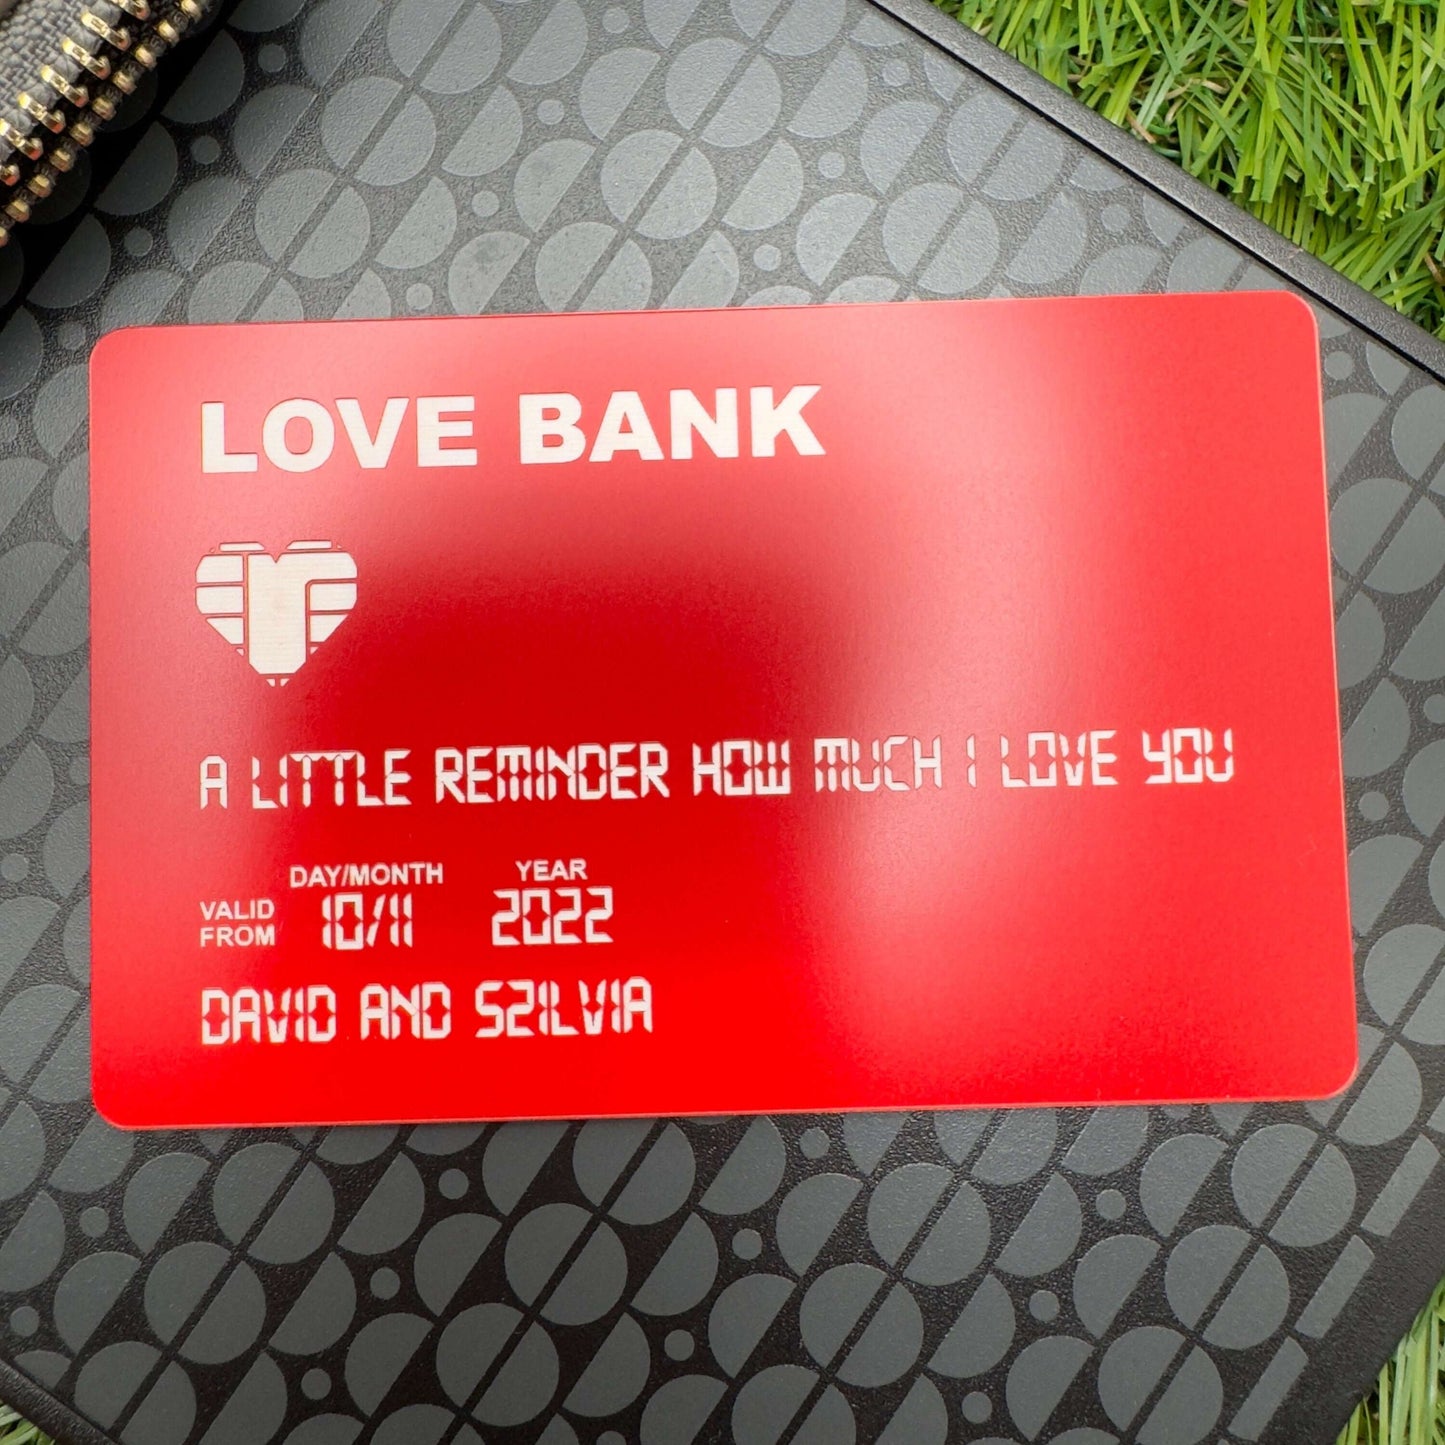 LOVE BANK
A LITTLE REMINDER HOW MUCH I LOVE YOU
DAY/MONTH YEAR
VALID FROM 10/11 2022
DAVID AND SZILVIA